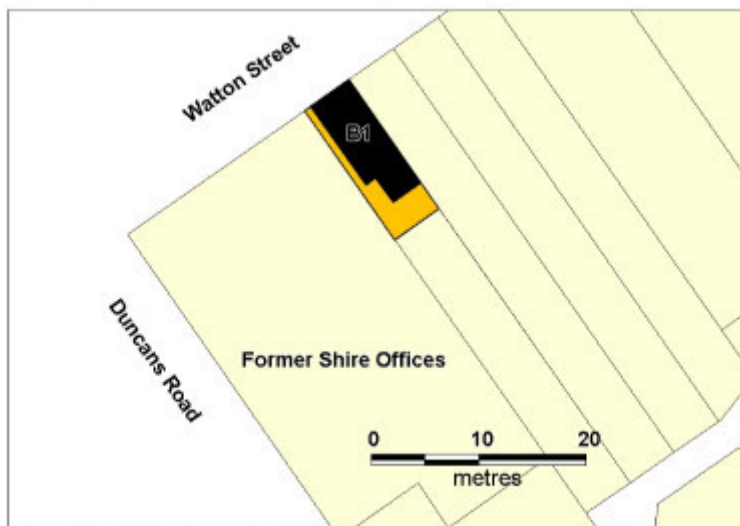 Watton Street
B1
Duncans Road
Former Shire Offices
0 10 20
metres